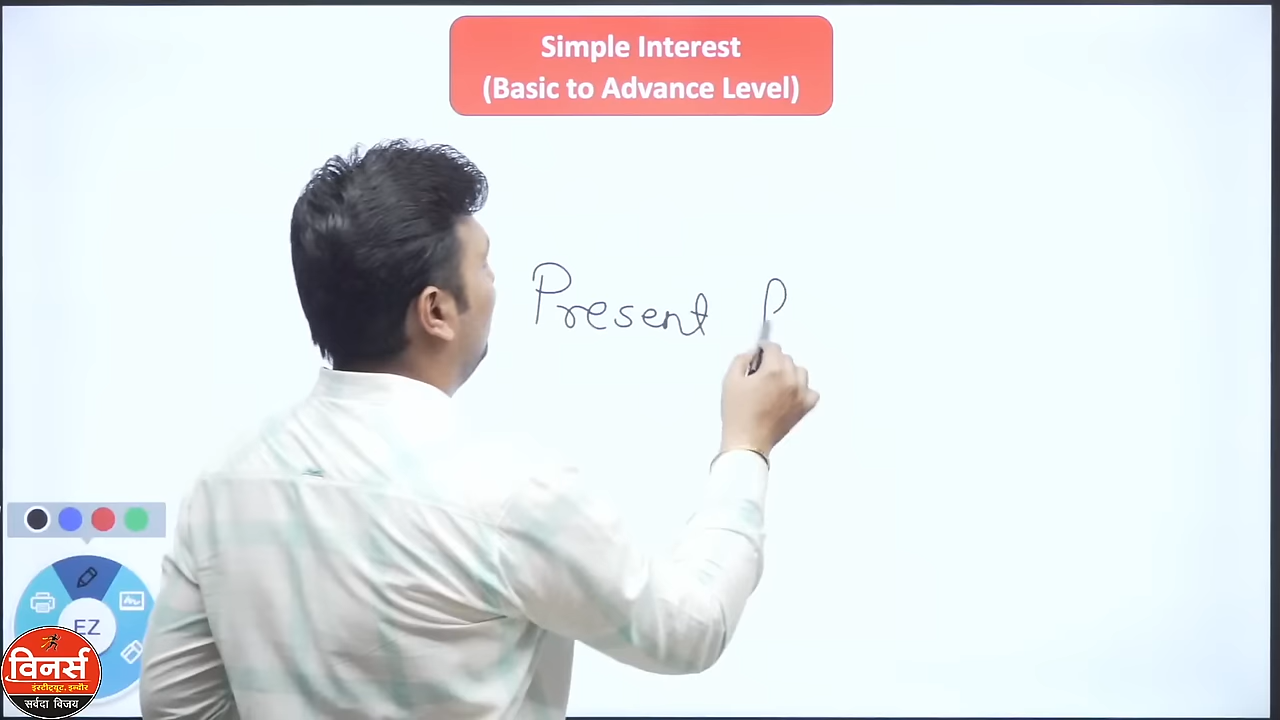 Simple Interest
(Basic to Advance Level)
Present
EZ
विनर्स
इंस्टीट्यूट, इन्दौर
सर्वदा विजय